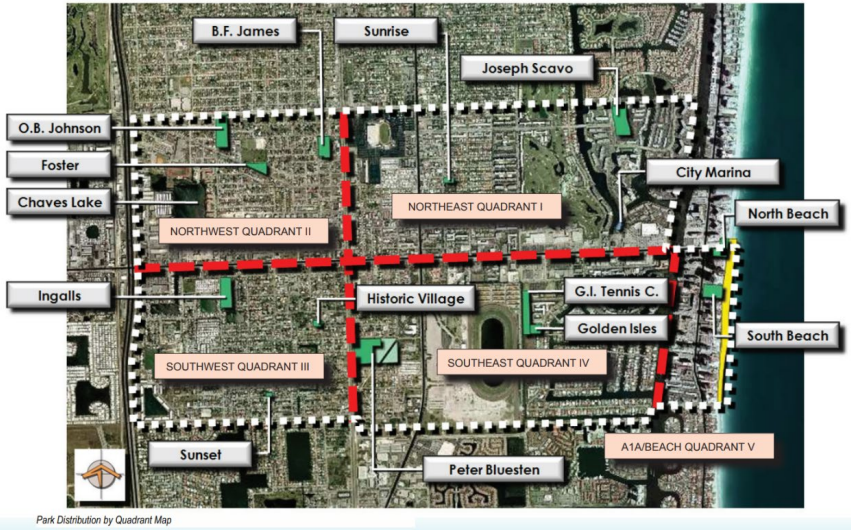 B.F. James
Sunrise
Joseph Scavo
O.B. Johnson
Foster
City Marina
Chaves Lake
NORTHEAST QUADRANT I
North Beach
NORTHWEST QUADRANT II
Ingalls
Historic Village
G.I. Tennis C.
Golden Isles
South Beach
SOUTHWEST QUADRANT III
SOUTHEAST QUADRANT IV
Sunset
Peter Bluesten
A1A/BEACH QUADRANT V
Park Distribution by Quadrant Map